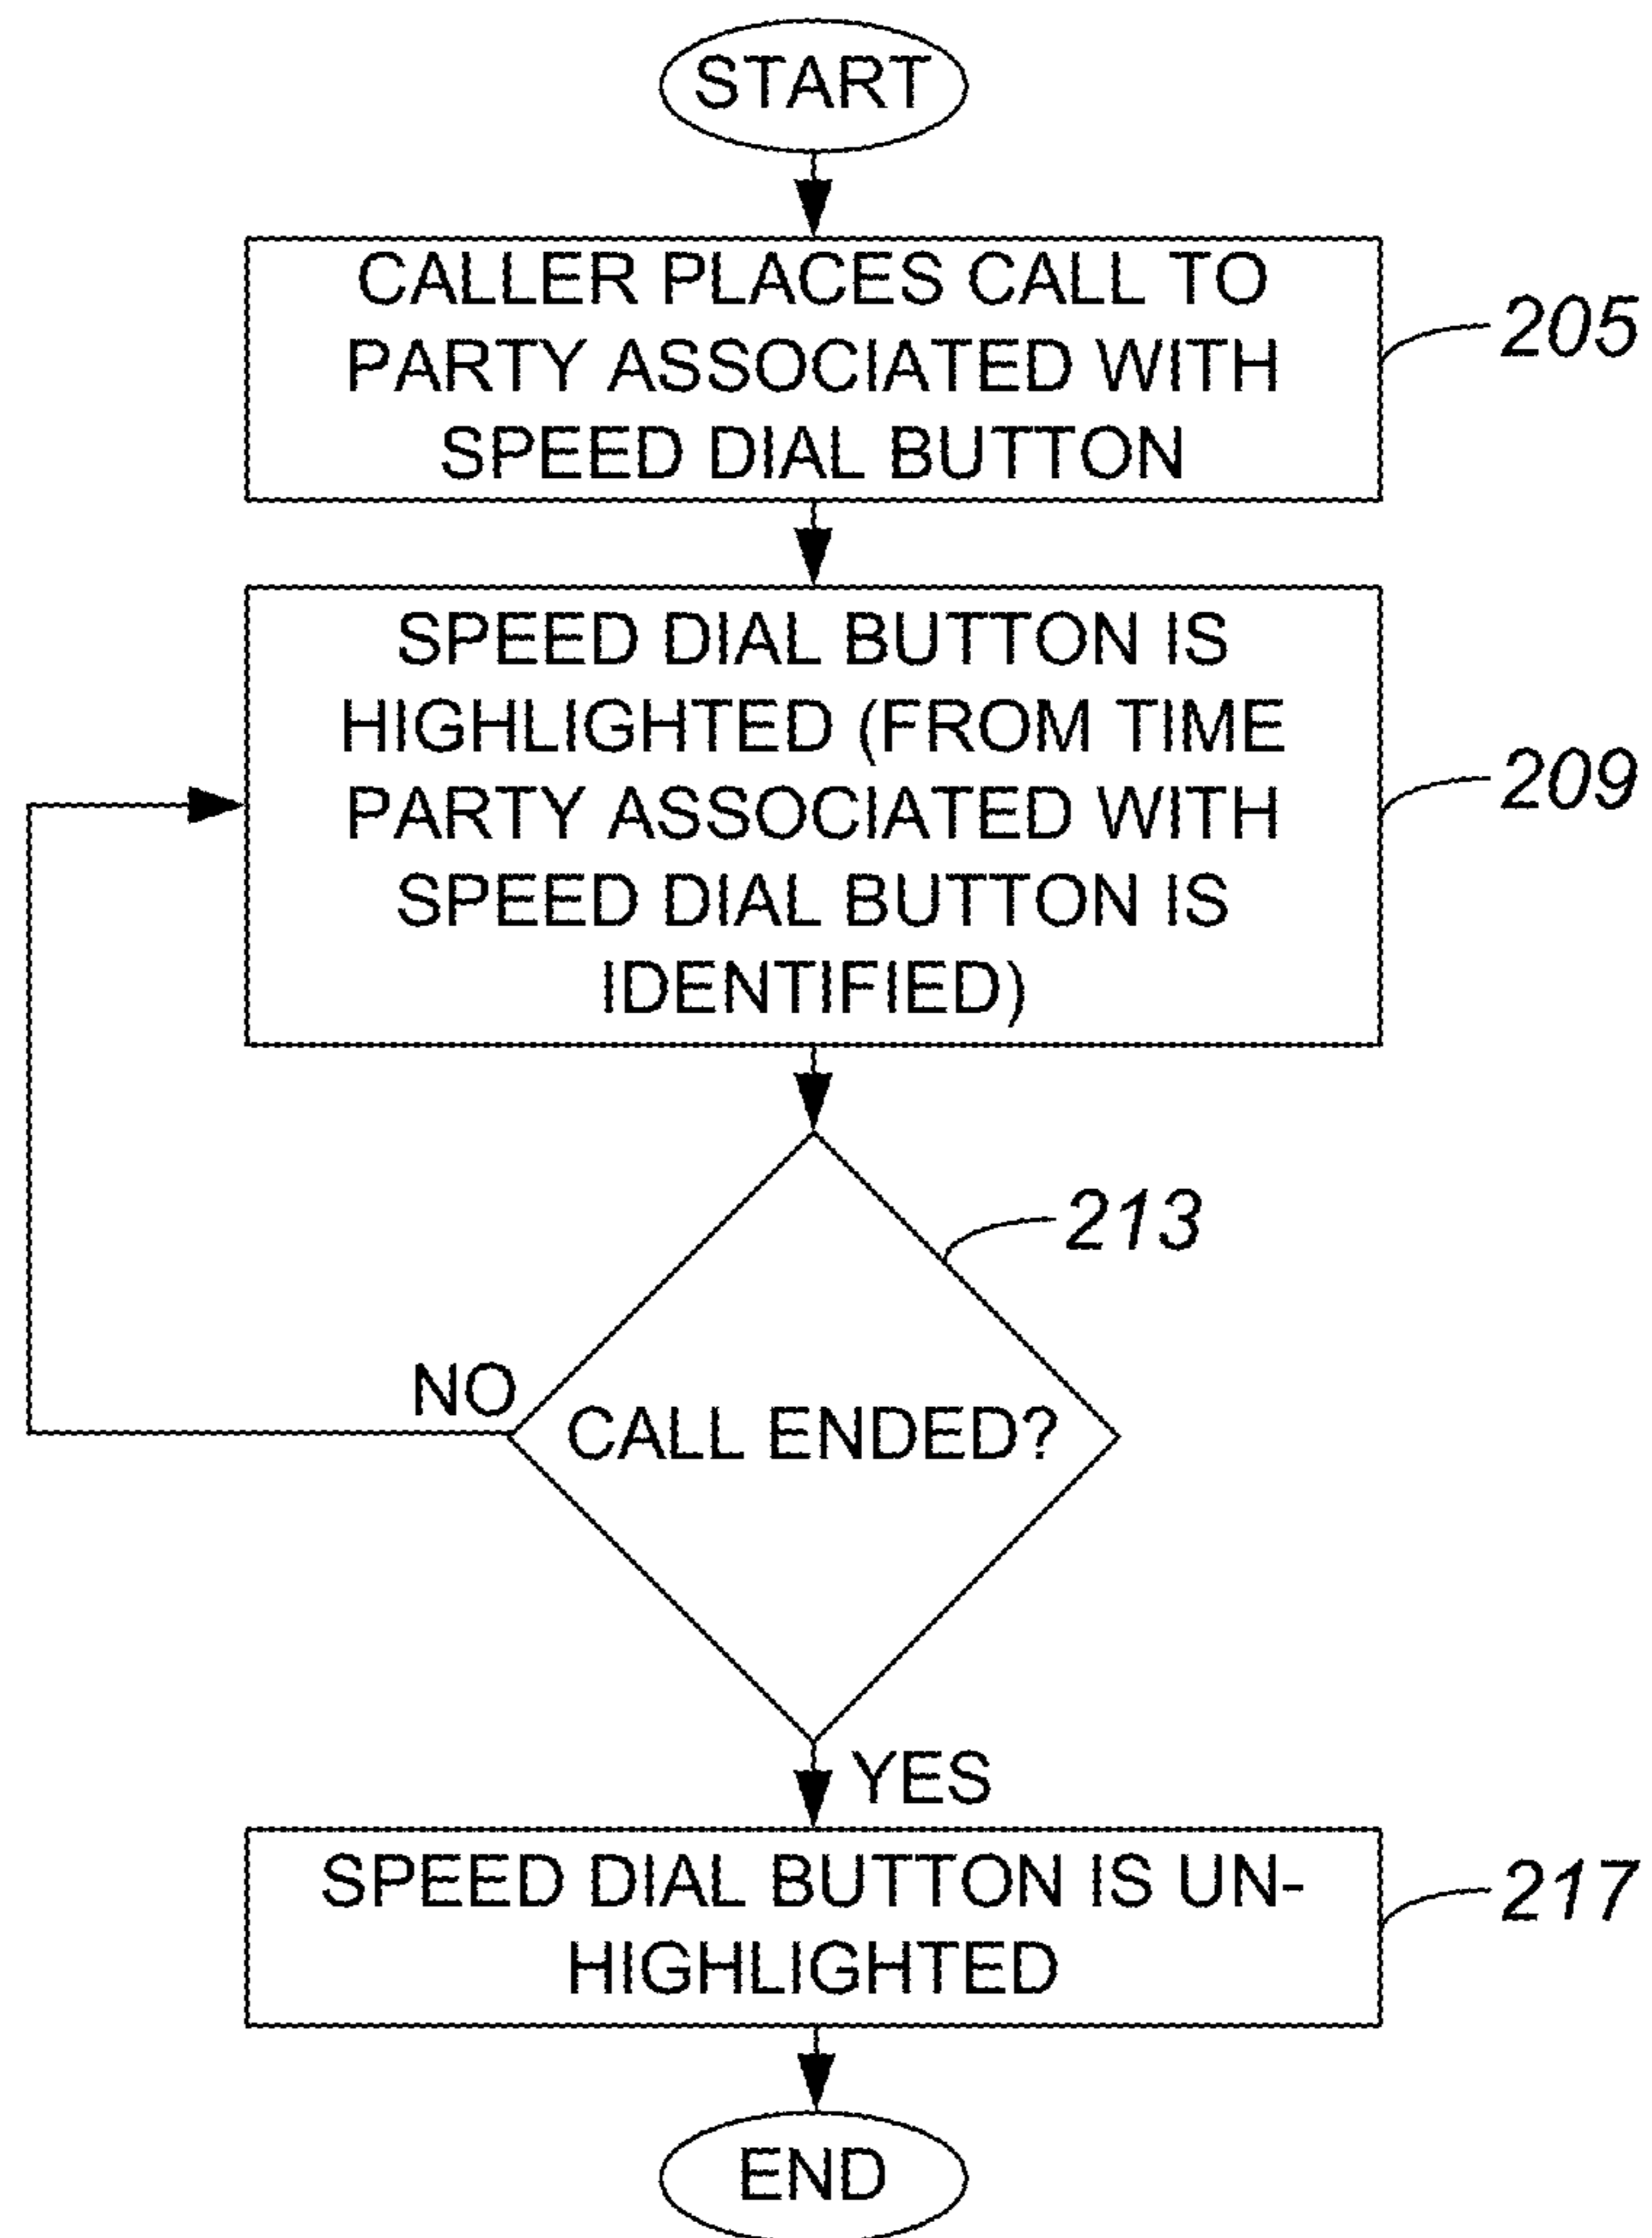 START
CALLER PLACES CALL TO
PARTY ASSOCIATED WITH
SPEED DIAL BUTTON
205
SPEED DIAL BUTTON IS
HIGHLIGHTED (FROM TIME
PARTY ASSOCIATED WITH
SPEED DIAL BUTTON IS
IDENTIFIED)
209
213
NO
CALL ENDED?
YES
SPEED DIAL BUTTON IS UN-
HIGHLIGHTED
217
END